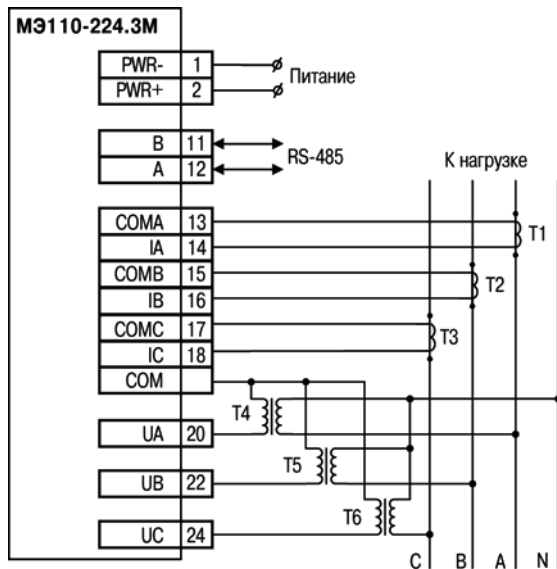 МЭ110-224.3М
PWR- 1
PWR+ 2
Питание
B 11
A 12
RS-485
К нагрузке
COMA 13
IA 14
T1
COMB 15
IB 16
T2
COMC 17
IC 18
T3
COM
T4
UA 20
T5
UB 22
T6
UC 24
C B A N